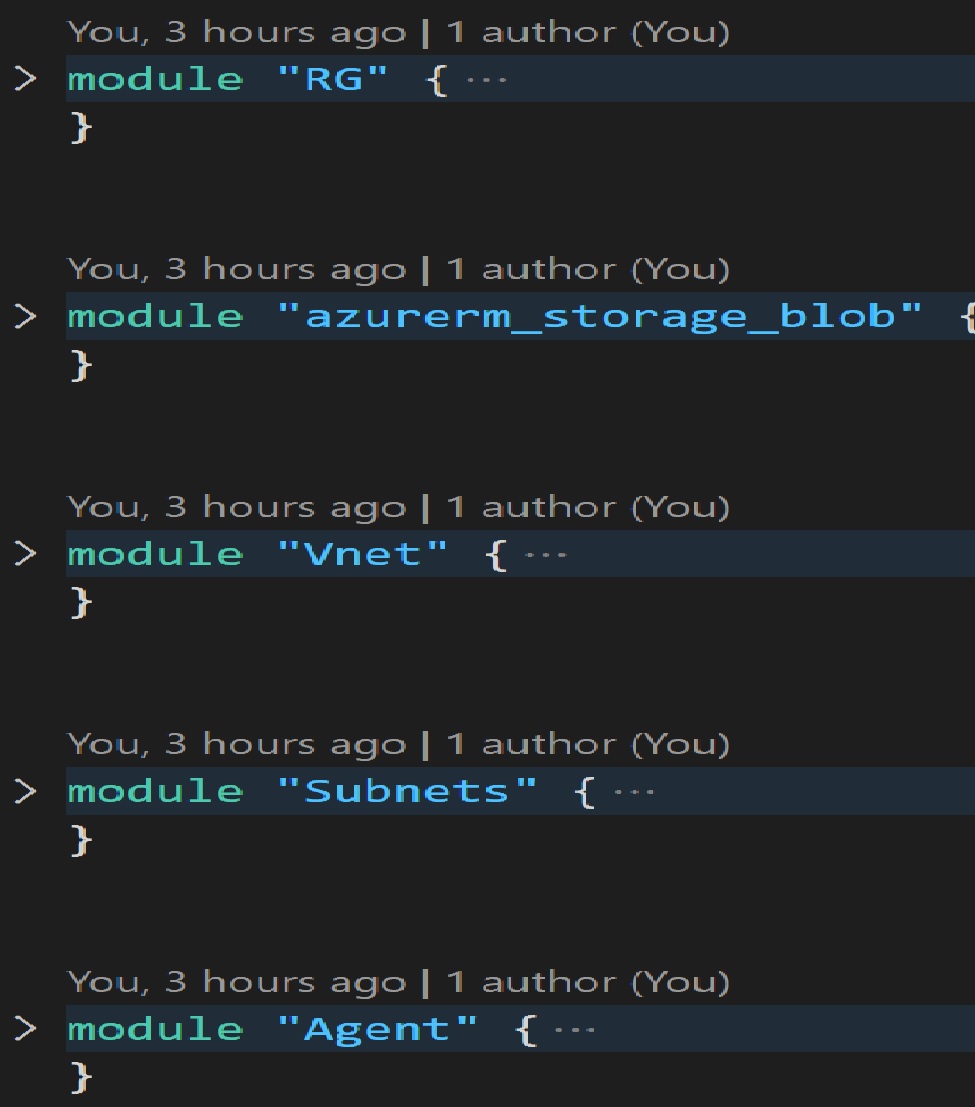 You, 3 hours ago | 1 author (You)
> module "RG" { ···
}
You, 3 hours ago | 1 author (You)
> module "azurerm_storage_blob" {
}
You, 3 hours ago | 1 author (You)
> module "Vnet" { ···
}
You, 3 hours ago | 1 author (You)
> module "Subnets" { ···
}
You, 3 hours ago | 1 author (You)
> module "Agent" { ···
}